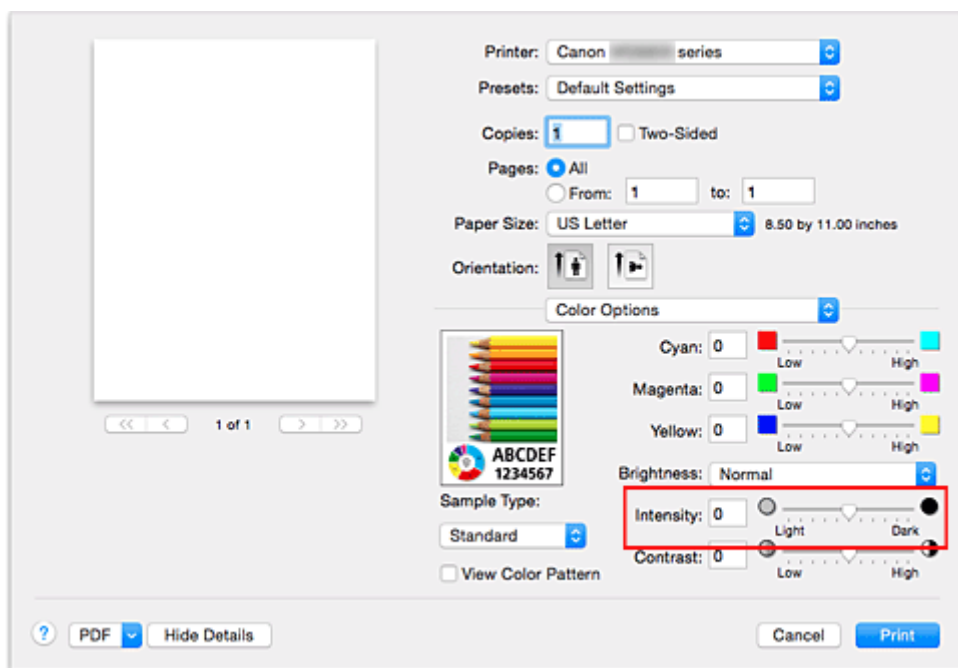 Printer: Canon series
Presets: Default Settings
Copies: 1 Two-Sided
Pages: All
From: 1 to: 1
Paper Size: US Letter 8.50 by 11.00 inches
Orientation:
Color Options
Cyan: 0
Low High
Magenta: 0
Low High
Yellow: 0
Low High
Brightness: Normal
Intensity: 0
Light Dark
Contrast: 0
Low High
ABCDEF
1234567
Sample Type:
Standard
View Color Pattern
<< < 1 of 1 > >>
? PDF Hide Details Cancel Print